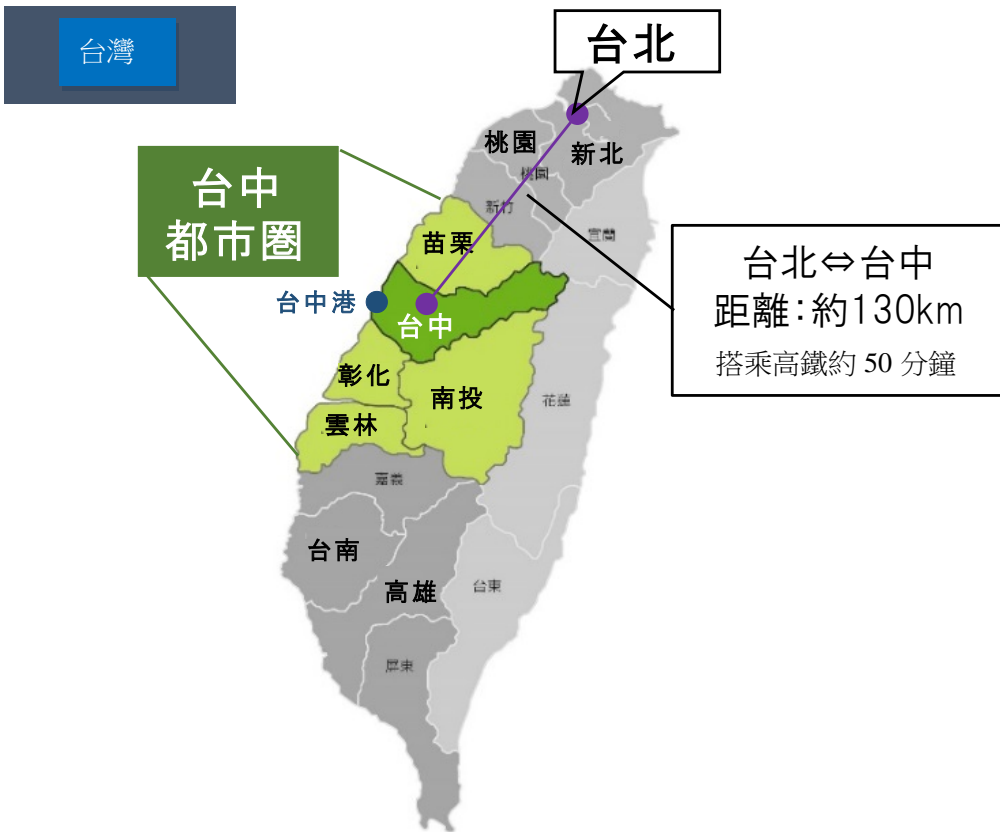 台灣
台北
桃園
新北
桃園
台中
都市圈
新竹
宜蘭
苗栗
台北⇔台中
距離：約130km
搭乘高鐵約 50 分鐘
台中港
台中
彰化
南投
花蓮
雲林
嘉義
台南
高雄
台東
屏東